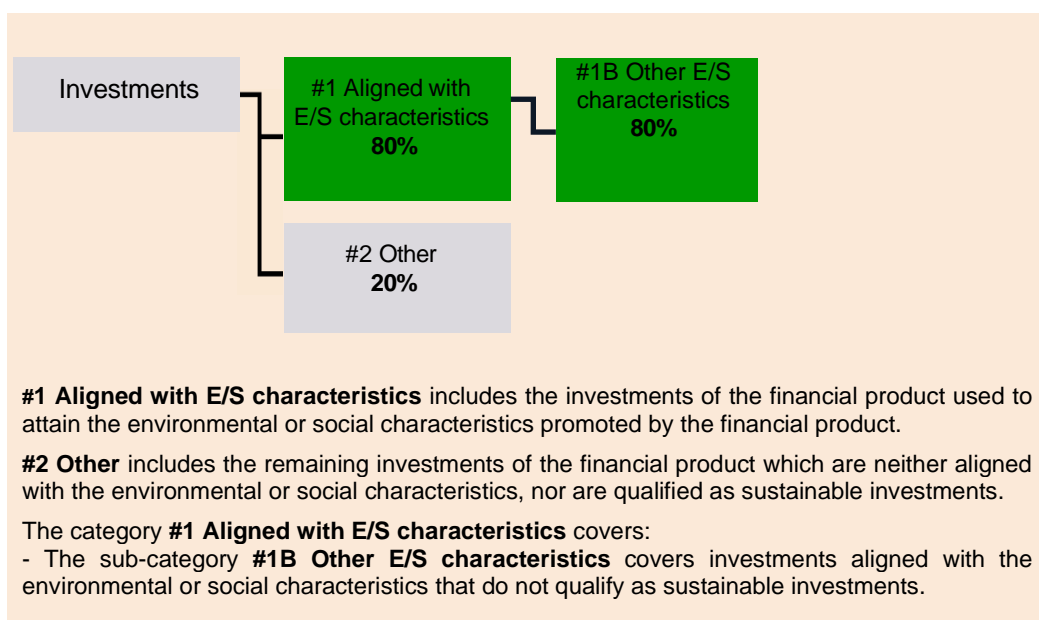 Investments
#1 Aligned with
E/S characteristics
80%
#1B Other E/S
characteristics
80%
#2 Other
20%
#1 Aligned with E/S characteristics includes the investments of the financial product used to
attain the environmental or social characteristics promoted by the financial product.
#2 Other includes the remaining investments of the financial product which are neither aligned
with the environmental or social characteristics, nor are qualified as sustainable investments.
The category #1 Aligned with E/S characteristics covers:
- The sub-category #1B Other E/S characteristics covers investments aligned with the
environmental or social characteristics that do not qualify as sustainable investments.